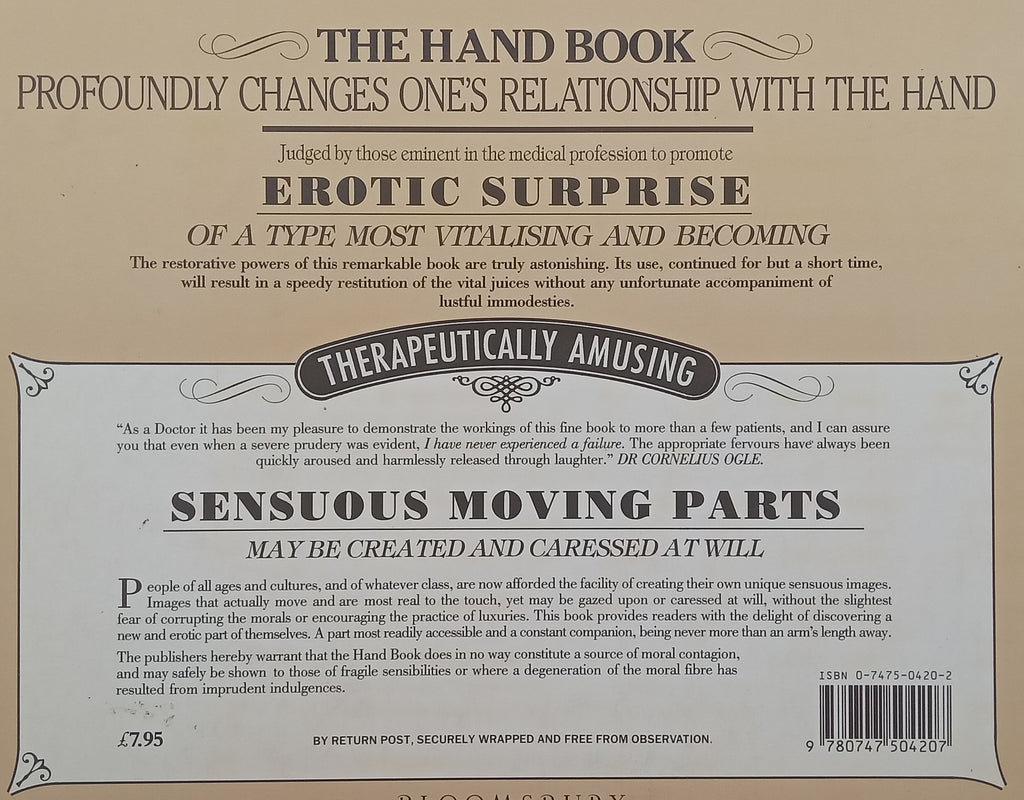 THE HAND BOOK
PROFOUNDLY CHANGES ONE'S RELATIONSHIP WITH THE HAND
Judged by those eminent in the medical profession to promote
EROTIC SURPRISE
OF A TYPE MOST VITALISING AND BECOMING
The restorative powers of this remarkable book are truly astonishing. Its use, continued for but a short time,
will result in a speedy restitution of the vital juices without any unfortunate accompaniment of
lustful immodesties.
THERAPEUTICALLY AMUSING
“As a Doctor it has been my pleasure to demonstrate the workings of this fine book to more than a few patients, and I can assure
you that even when a severe prudery was evident, I have never experienced a failure. The appropriate fervours have always been
quickly aroused and harmlessly released through laughter.” DR CORNELIUS OGLE.
SENSUOUS MOVING PARTS
MAY BE CREATED AND CARESSED AT WILL
People of all ages and cultures, and of whatever class, are now afforded the facility of creating their own unique sensuous images.
Images that actually move and are most real to the touch, yet may be gazed upon or caressed at will, without the slightest
fear of corrupting the morals or encouraging the practice of luxuries. This book provides readers with the delight of discovering a
new and erotic part of themselves. A part most readily accessible and a constant companion, being never more than an arm's length away.
The publishers hereby warrant that the Hand Book does in no way constitute a source of moral contagion,
and may safely be shown to those of fragile sensibilities or where a degeneration of the moral fibre has
resulted from imprudent indulgences.
ISBN 0-7475-0420-2
£7.95
BY RETURN POST, SECURELY WRAPPED AND FREE FROM OBSERVATION.
9 780747 504207
BLOOMSBURY